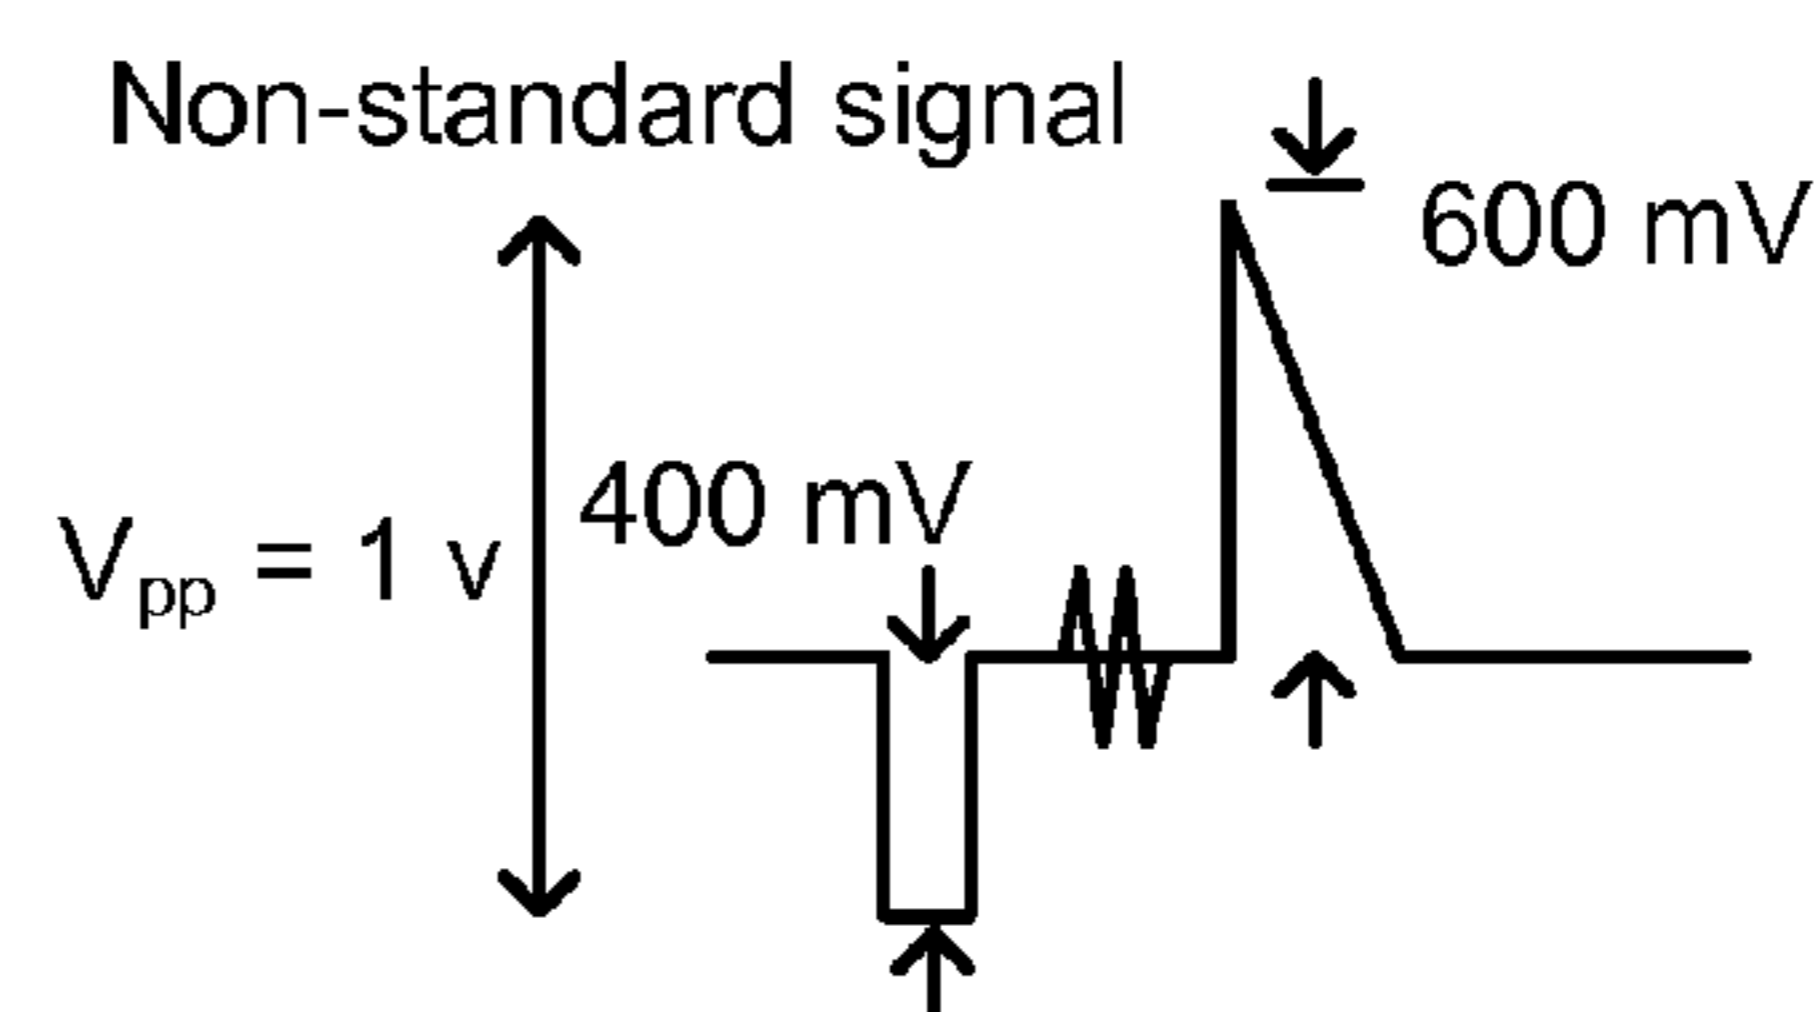 Non-standard signal
600 mV
400 mV
Vpp = 1 v